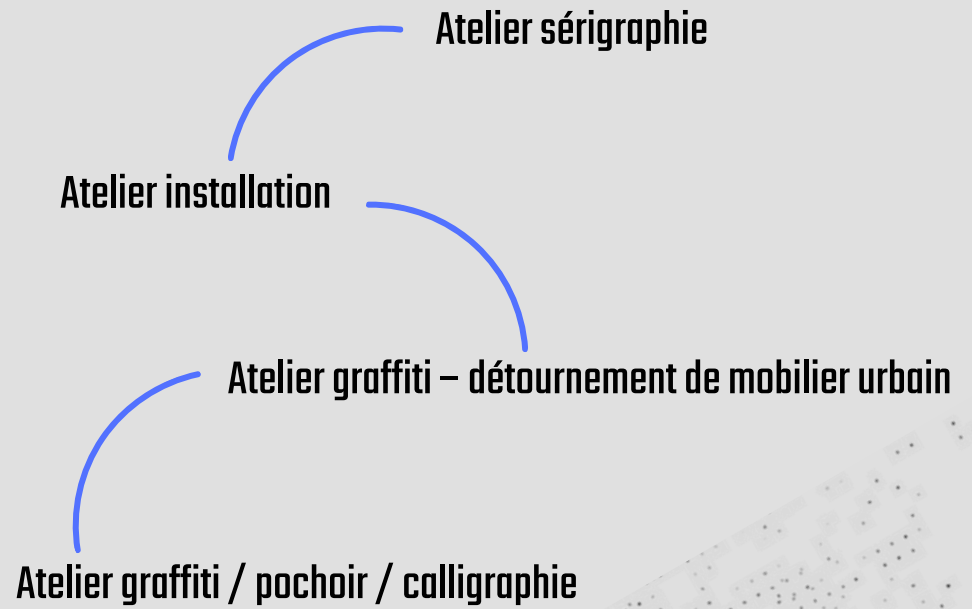 Atelier sérigraphie
Atelier installation
Atelier graffiti – détournement de mobilier urbain
Atelier graffiti / pochoir / calligraphie